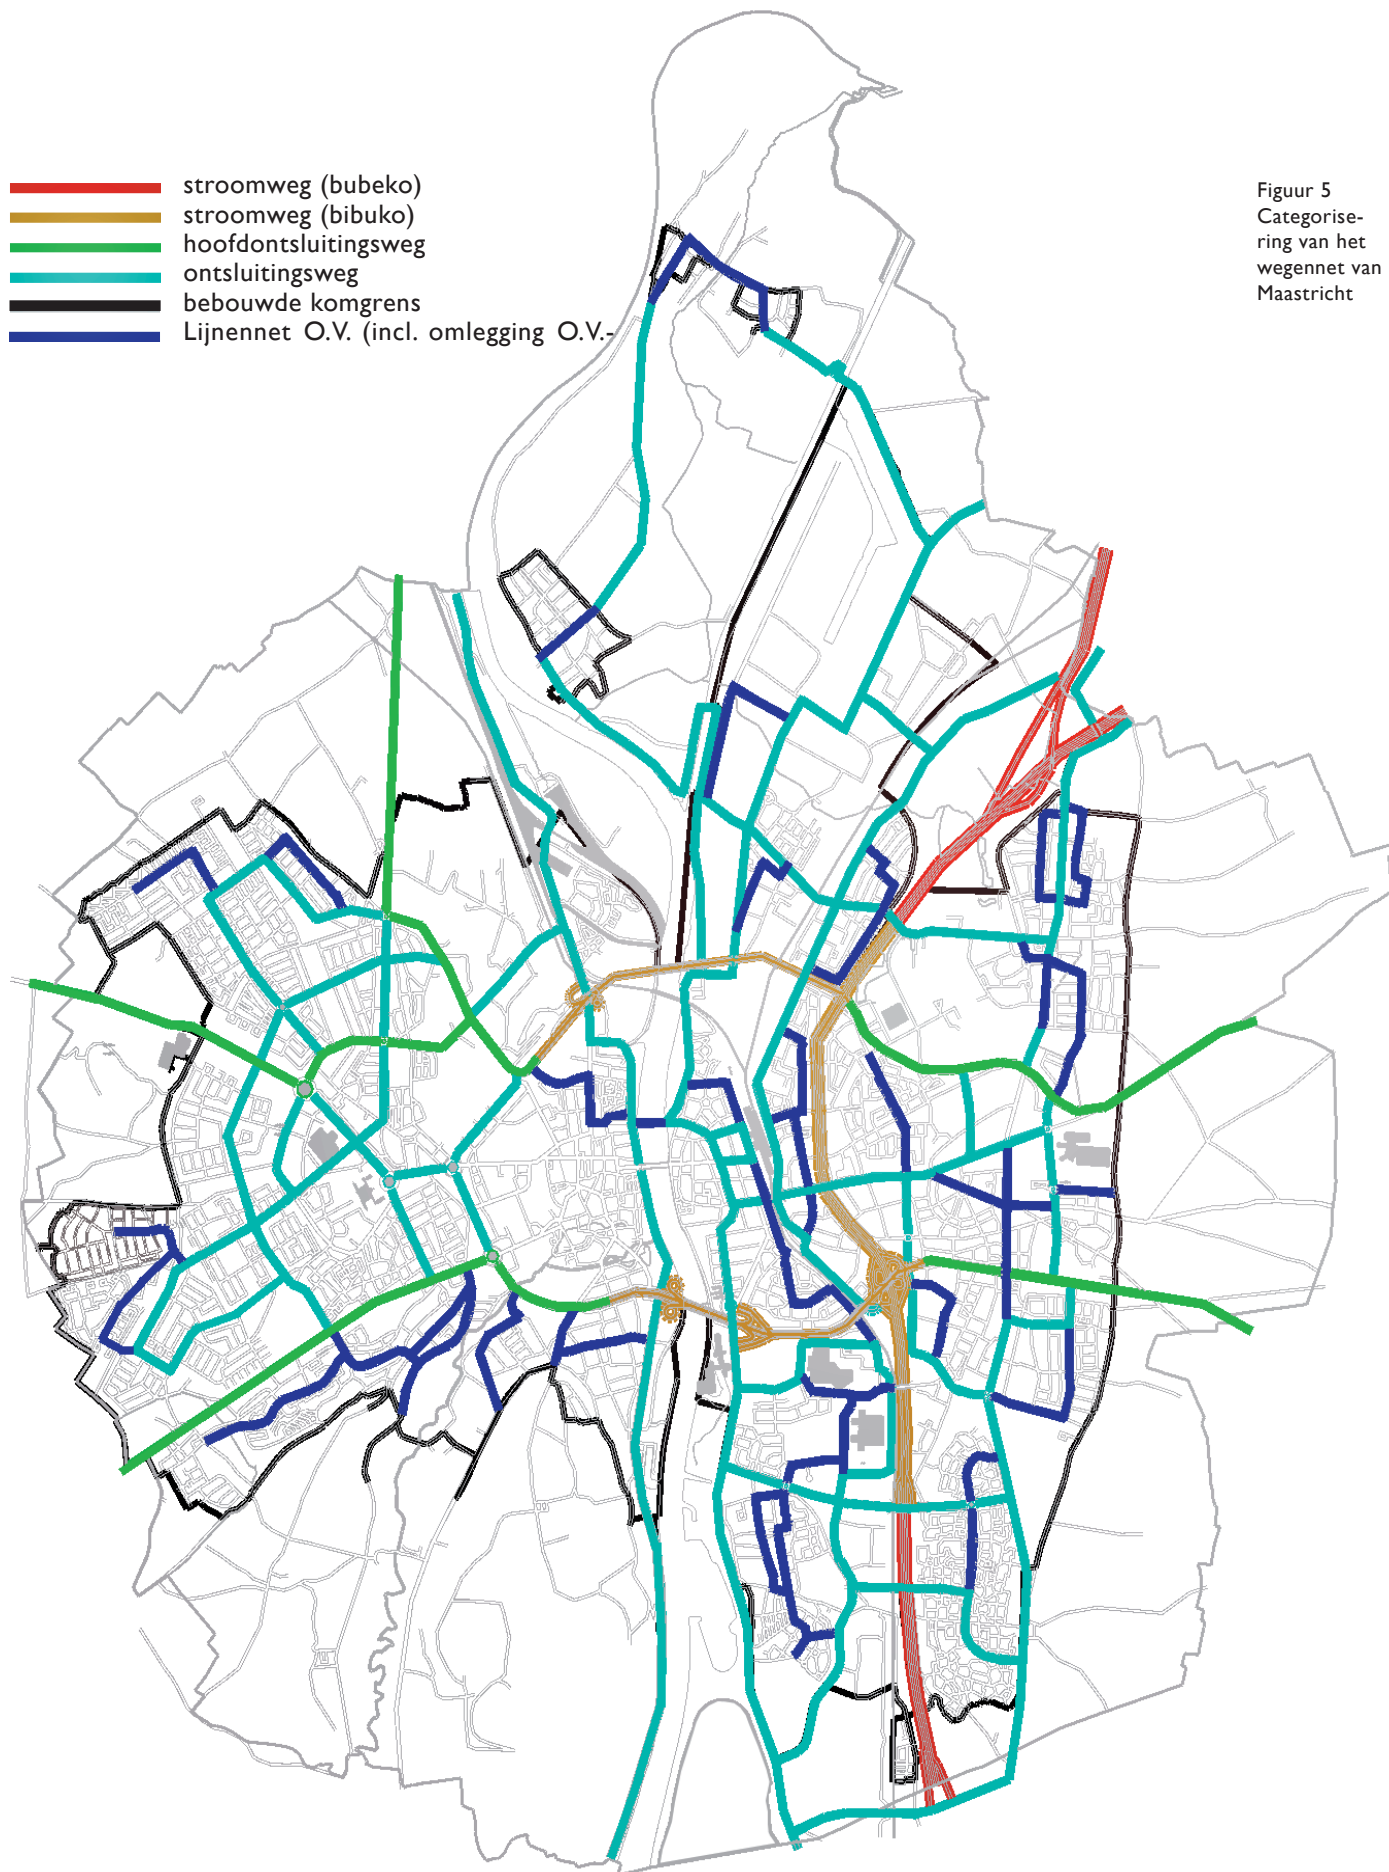 stroomweg (bubeko)
stroomweg (bibuko)
hoofdontsluitingsweg
ontsluitingsweg
bebouwde komgrens
Lijnennet O.V. (incl. omlegging O.V.-
Figuur 5
Categorise-
ring van het
wegennet van
Maastricht